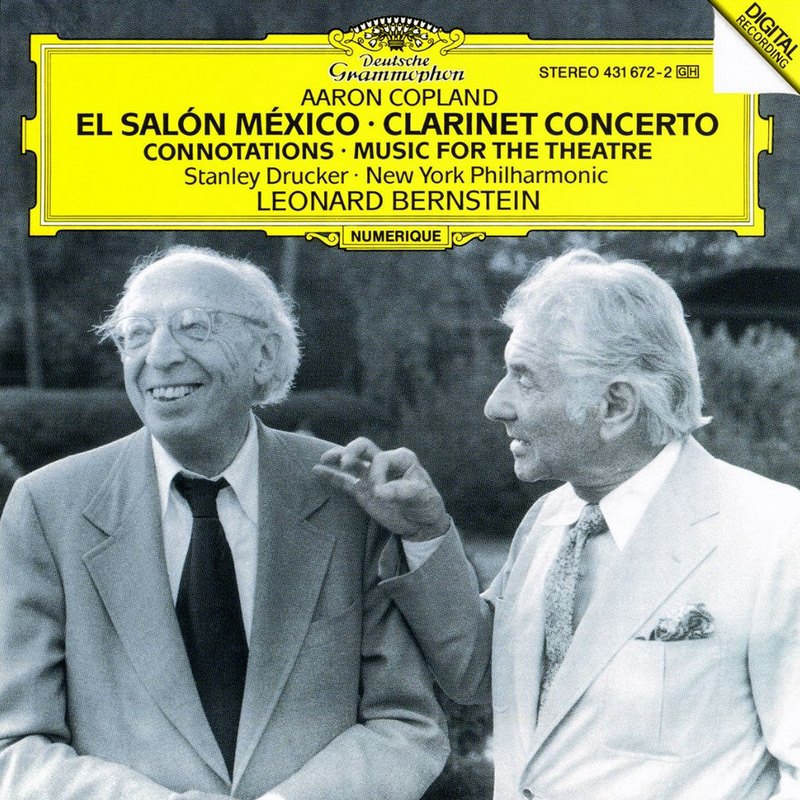 DIGITAL
RECORDING
Deutsche
Grammophon
STEREO 431 672-2 GH
AARON COPLAND
EL SALÓN MÉXICO · CLARINET CONCERTO
CONNOTATIONS · MUSIC FOR THE THEATRE
Stanley Drucker · New York Philharmonic
LEONARD BERNSTEIN
NUMERIQUE